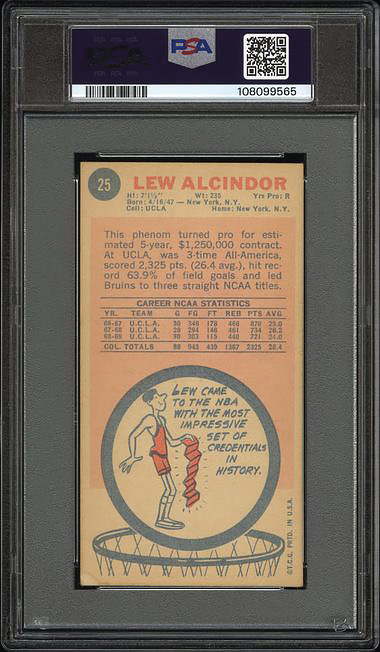 PSA
108099565
25
LEW ALCINDOR
Ht: 7'1½" Wt: 235 Yrs Pro: R
Born: 4/16/47 — New York, N.Y.
Coll: UCLA Home: New York, N.Y.
This phenom turned pro for esti-
mated 5-year, $1,250,000 contract.
At UCLA, was 3-time All-America,
scored 2,325 pts. (26.4 avg.), hit rec
ord 63.9% of field goals and led
Bruins to three straight NCAA titles.
CAREER NCAA STATISTICS
YR. TEAM G FG FT REB PTS AVG
66-67 U.C.L.A. 30 346 178 466 870 29.0
67-68 U.C.L.A. 28 294 146 461 734 26.2
68-69 U.C.L.A. 30 303 115 440 721 24.0
COL. TOTALS 88 943 439 1367 2325 26.4
LEW CAME
TO THE NBA
WITH THE MOST
IMPRESSIVE
SET OF
CREDENTIALS
IN
HISTORY.
©T.C.G. PRTD. IN U.S.A.